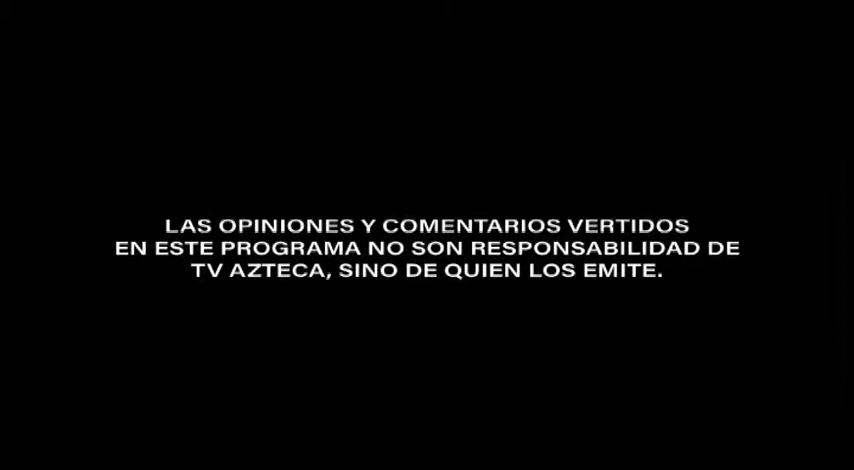 LAS OPINIONES Y COMENTARIOS VERTIDOS
EN ESTE PROGRAMA NO SON RESPONSABILIDAD DE
TV AZTECA, SINO DE QUIEN LOS EMITE.